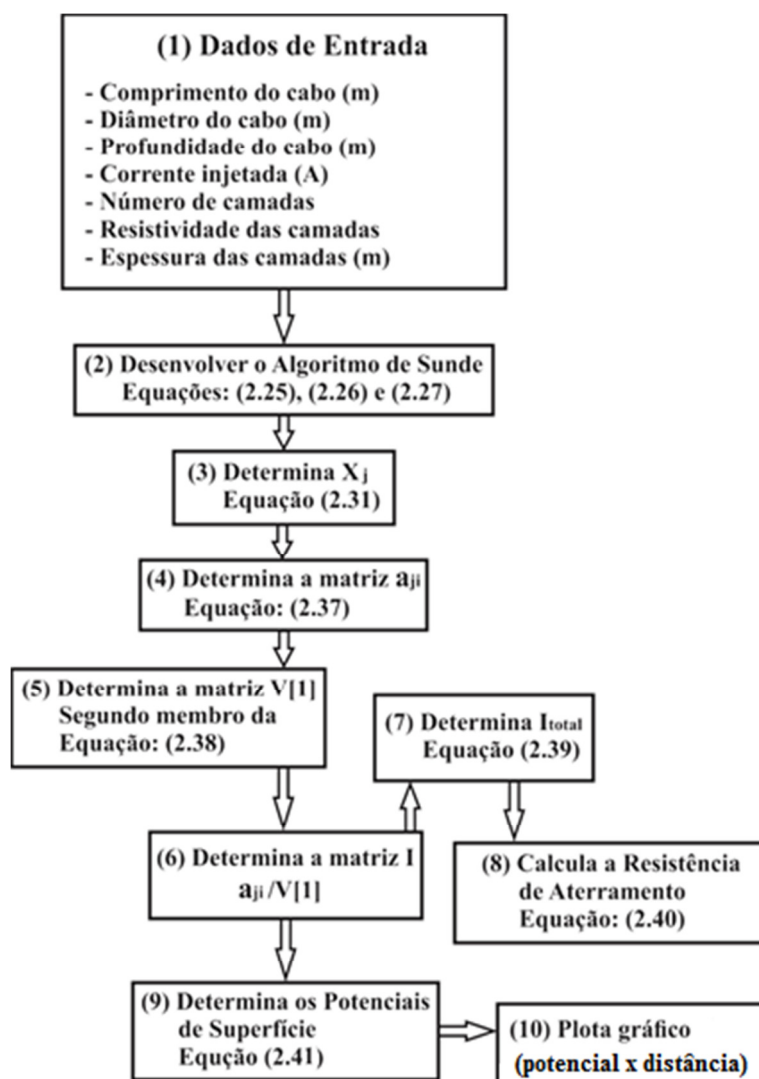 (1) Dados de Entrada
- Comprimento do cabo (m)
- Diâmetro do cabo (m)
- Profundidade do cabo (m)
- Corrente injetada (A)
- Número de camadas
- Resistividade das camadas
- Espessura das camadas (m)
(2) Desenvolver o Algoritmo de Sunde
Equações: (2.25), (2.26) e (2.27)
(3) Determina Xj
Equação (2.31)
(4) Determina a matriz aji
Equação: (2.37)
(5) Determina a matriz V[1]
Segundo membro da
Equação: (2.38)
(6) Determina a matriz I
aji /V[1]
(7) Determina Itotal
Equação (2.39)
(8) Calcula a Resistência
de Aterramento
Equação: (2.40)
(9) Determina os Potenciais
de Superfície
Equção (2.41)
(10) Plota gráfico
(potencial x distância)